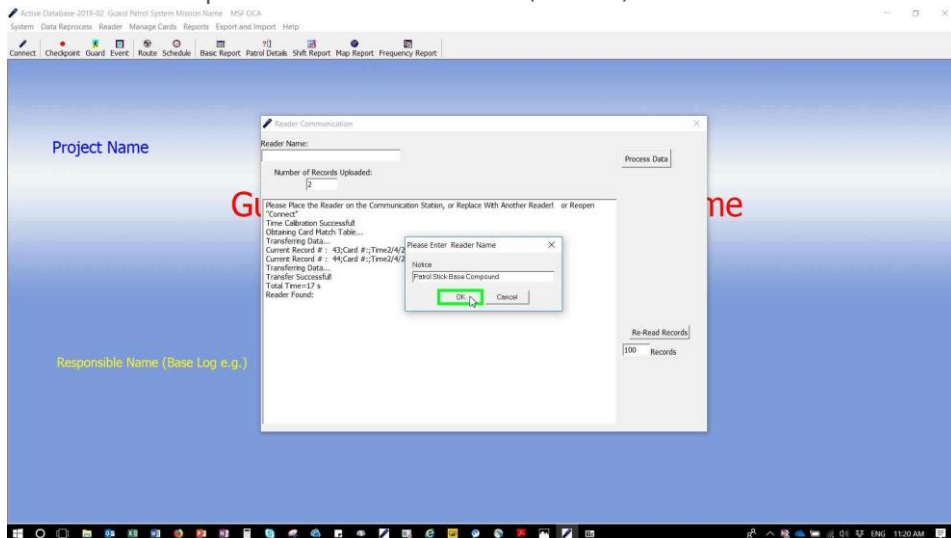 Active Database-2019-02 Guard Patrol System Mission Name MSF OCA
System Data Reprocess Reader Manage Cards Reports Export and Import Help
Connect Checkpoint Guard Event Route Schedule Basic Report Patrol Details Shift Report Map Report Frequency Report
Project Name
Gu
me
Responsible Name (Base Log e.g.)
Reader Communication
Reader Name:
Process Data
Number of Records Uploaded:
2
Please Place the Reader on the Communication Station, or Replace With Another Reader! or Reopen
"Connect"
Time Calibration Successful!
Obtaining Card Match Table...
Transferring Data...
Current Record # : 43;Card #:;Time2/4/2
Current Record # : 44;Card #:;Time2/4/2
Transferring Data...
Transfer Successful!
Total Time=17 s
Reader Found:
Please Enter Reader Name
Notice
Patrol Stick Base Compound
OK Cancel
Re-Read Records
100 Records
ENG 11:20 AM